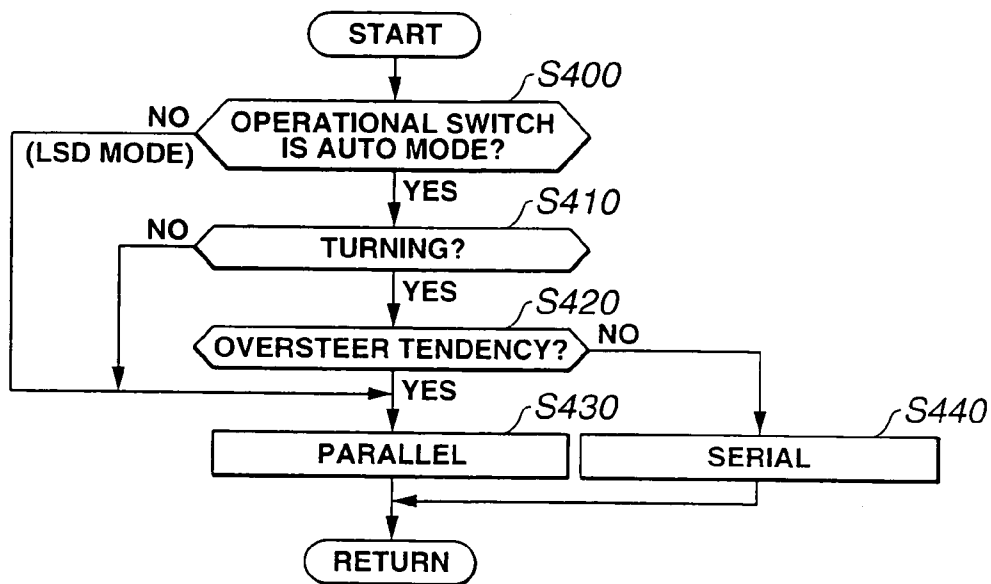 START
S400
NO
(LSD MODE)
OPERATIONAL SWITCH
IS AUTO MODE?
YES
S410
NO
TURNING?
YES
S420
OVERSTEER TENDENCY?
NO
YES
S430
S440
PARALLEL
SERIAL
RETURN